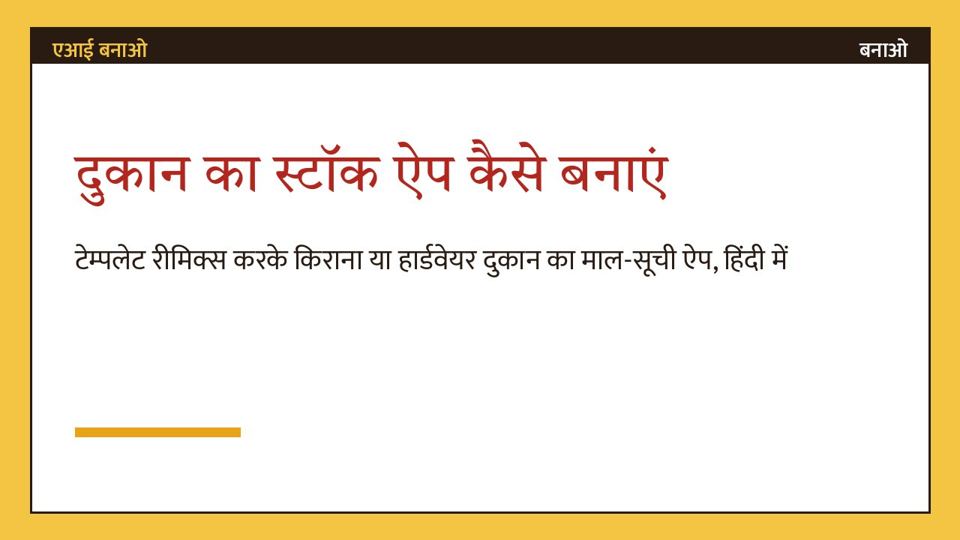 एआई बनाओ
बनाओ
दुकान का स्टॉक ऐप कैसे बनाएं
टेम्पलेट रीमिक्स करके किराना या हार्डवेयर दुकान का माल-सूची ऐप, हिंदी में